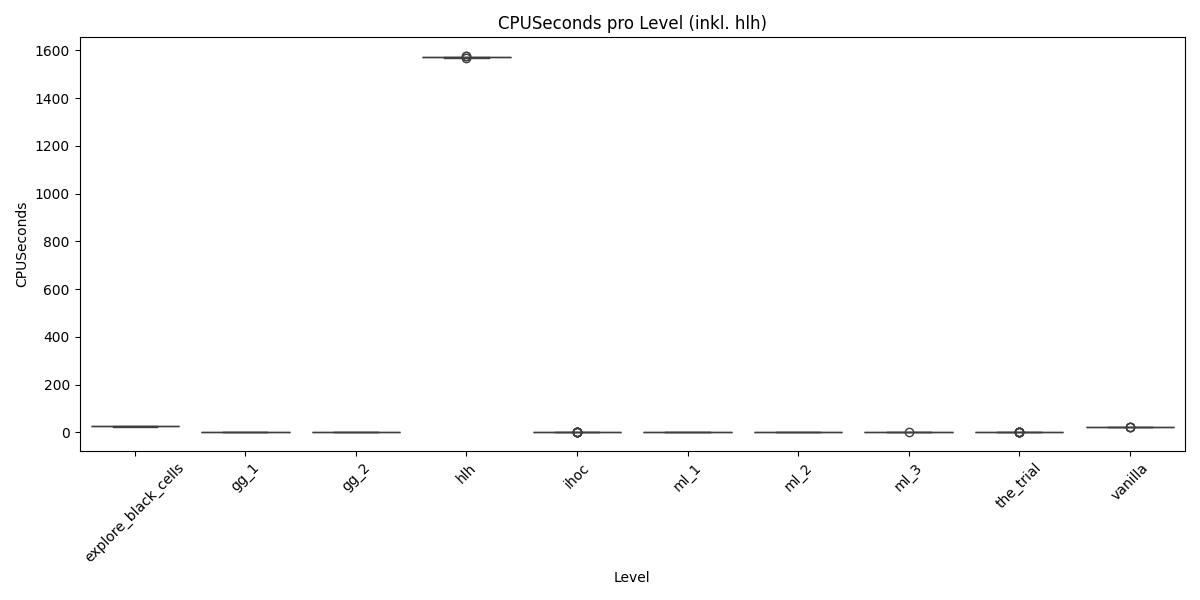 CPUSeconds pro Level (inkl. hlh)
CPUSeconds
1600
1400
1200
1000
800
600
400
200
0
explore_black_cells
gg_1
gg_2
hlh
ihoc
ml_1
ml_2
ml_3
the_trial
vanilla
Level